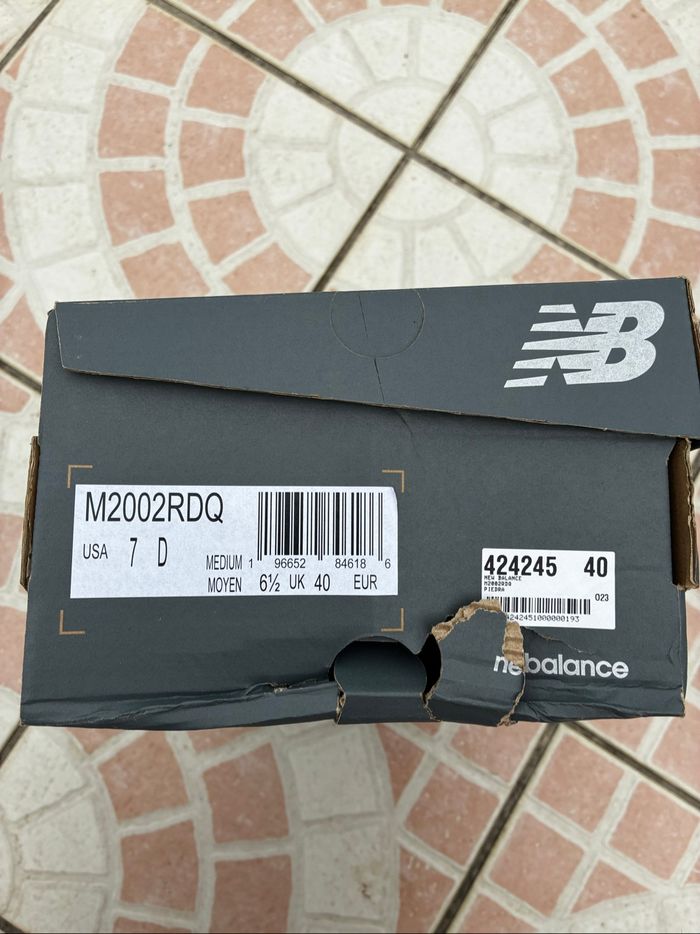 NB
M2002RDQ
USA 7 D
MEDIUM
MOYEN
1 96652 84618 6
6½ UK 40 EUR
424245 40
NEW BALANCE
M2002RDQ
PIEDRA
023
4242451000000193
balance